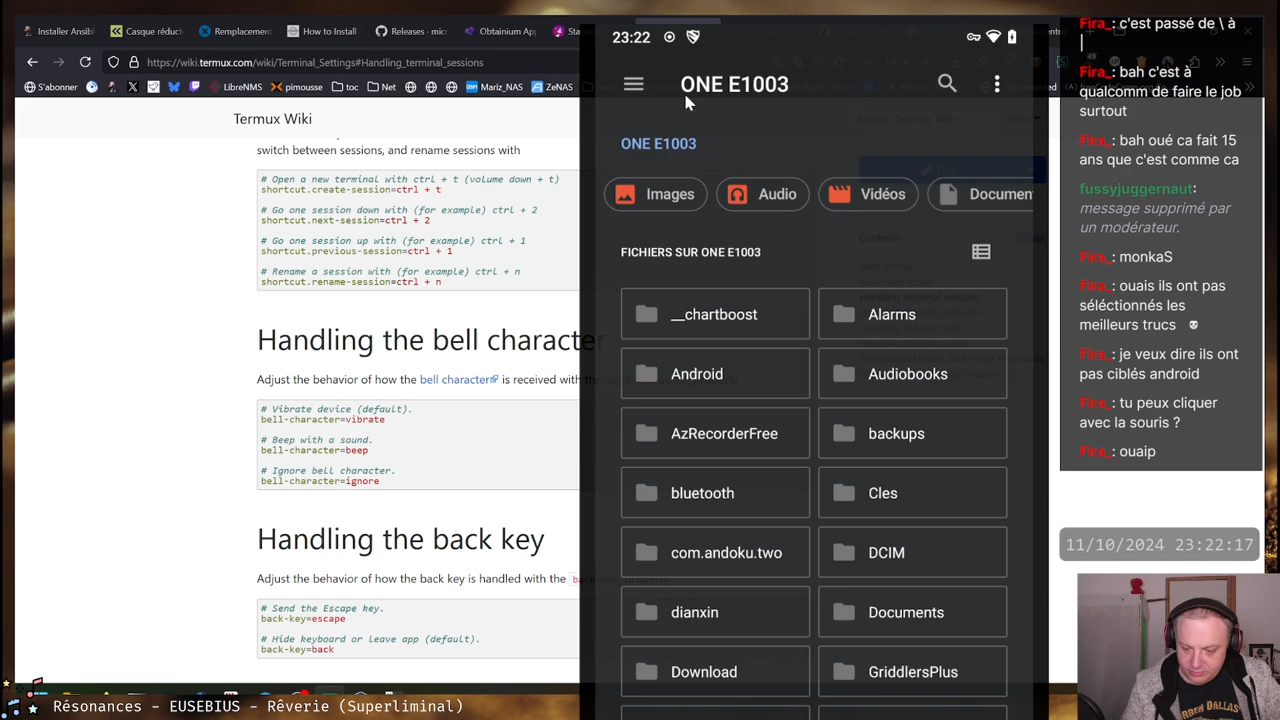 Installer Ansibl
Casque réduct
Remplacement
How to Install
Releases · micr
Obtainium App
23:22
https://wiki.termux.com/wiki/Terminal_Settings#Handling_terminal_sessions
S'abonner
LibreNMS
pimousse
toc
Net
DSM
Mariz_NAS
ZeNAS
Termux Wiki
switch between sessions, and rename sessions with
# Open a new terminal with ctrl + t (volume down + t)
shortcut.create-session=ctrl + t
# Go one session down with (for example) ctrl + 2
shortcut.next-session=ctrl + 2
# Go one session up with (for example) ctrl + 1
shortcut.previous-session=ctrl + 1
# Rename a session with (for example) ctrl + n
shortcut.rename-session=ctrl + n
Handling the bell character
Adjust the behavior of how the bell character is received with the
# Vibrate device (default).
bell-character=vibrate
# Beep with a sound.
bell-character=beep
# Ignore bell character.
bell-character=ignore
Handling the back key
Adjust the behavior of how the back key is handled with the
# Send the Escape key.
back-key=escape
# Hide keyboard or leave app (default).
back-key=back
ONE E1003
ONE E1003
Images
Audio
Vidéos
Documen
FICHIERS SUR ONE E1003
__chartboost
Alarms
Android
Audiobooks
AzRecorderFree
backups
bluetooth
Cles
com.andoku.two
DCIM
dianxin
Documents
Download
GriddlersPlus
Fira_: c'est passé de \ à
|
Fira_: bah c'est à
qualcomm de faire le job
surtout
Fira_: bah oué ca fait 15
ans que c'est comme ca
fussyjuggernaut:
message supprimé par
un modérateur.
Fira_: monkaS
Fira_: ouais ils ont pas
séléctionnés les
meilleurs trucs
Fira_: je veux dire ils ont
pas ciblés android
Fira_: tu peux cliquer
avec la souris ?
Fira_: ouaip
11/10/2024 23:22:17
Résonances - EUSEBIUS - Rêverie (Superliminal)